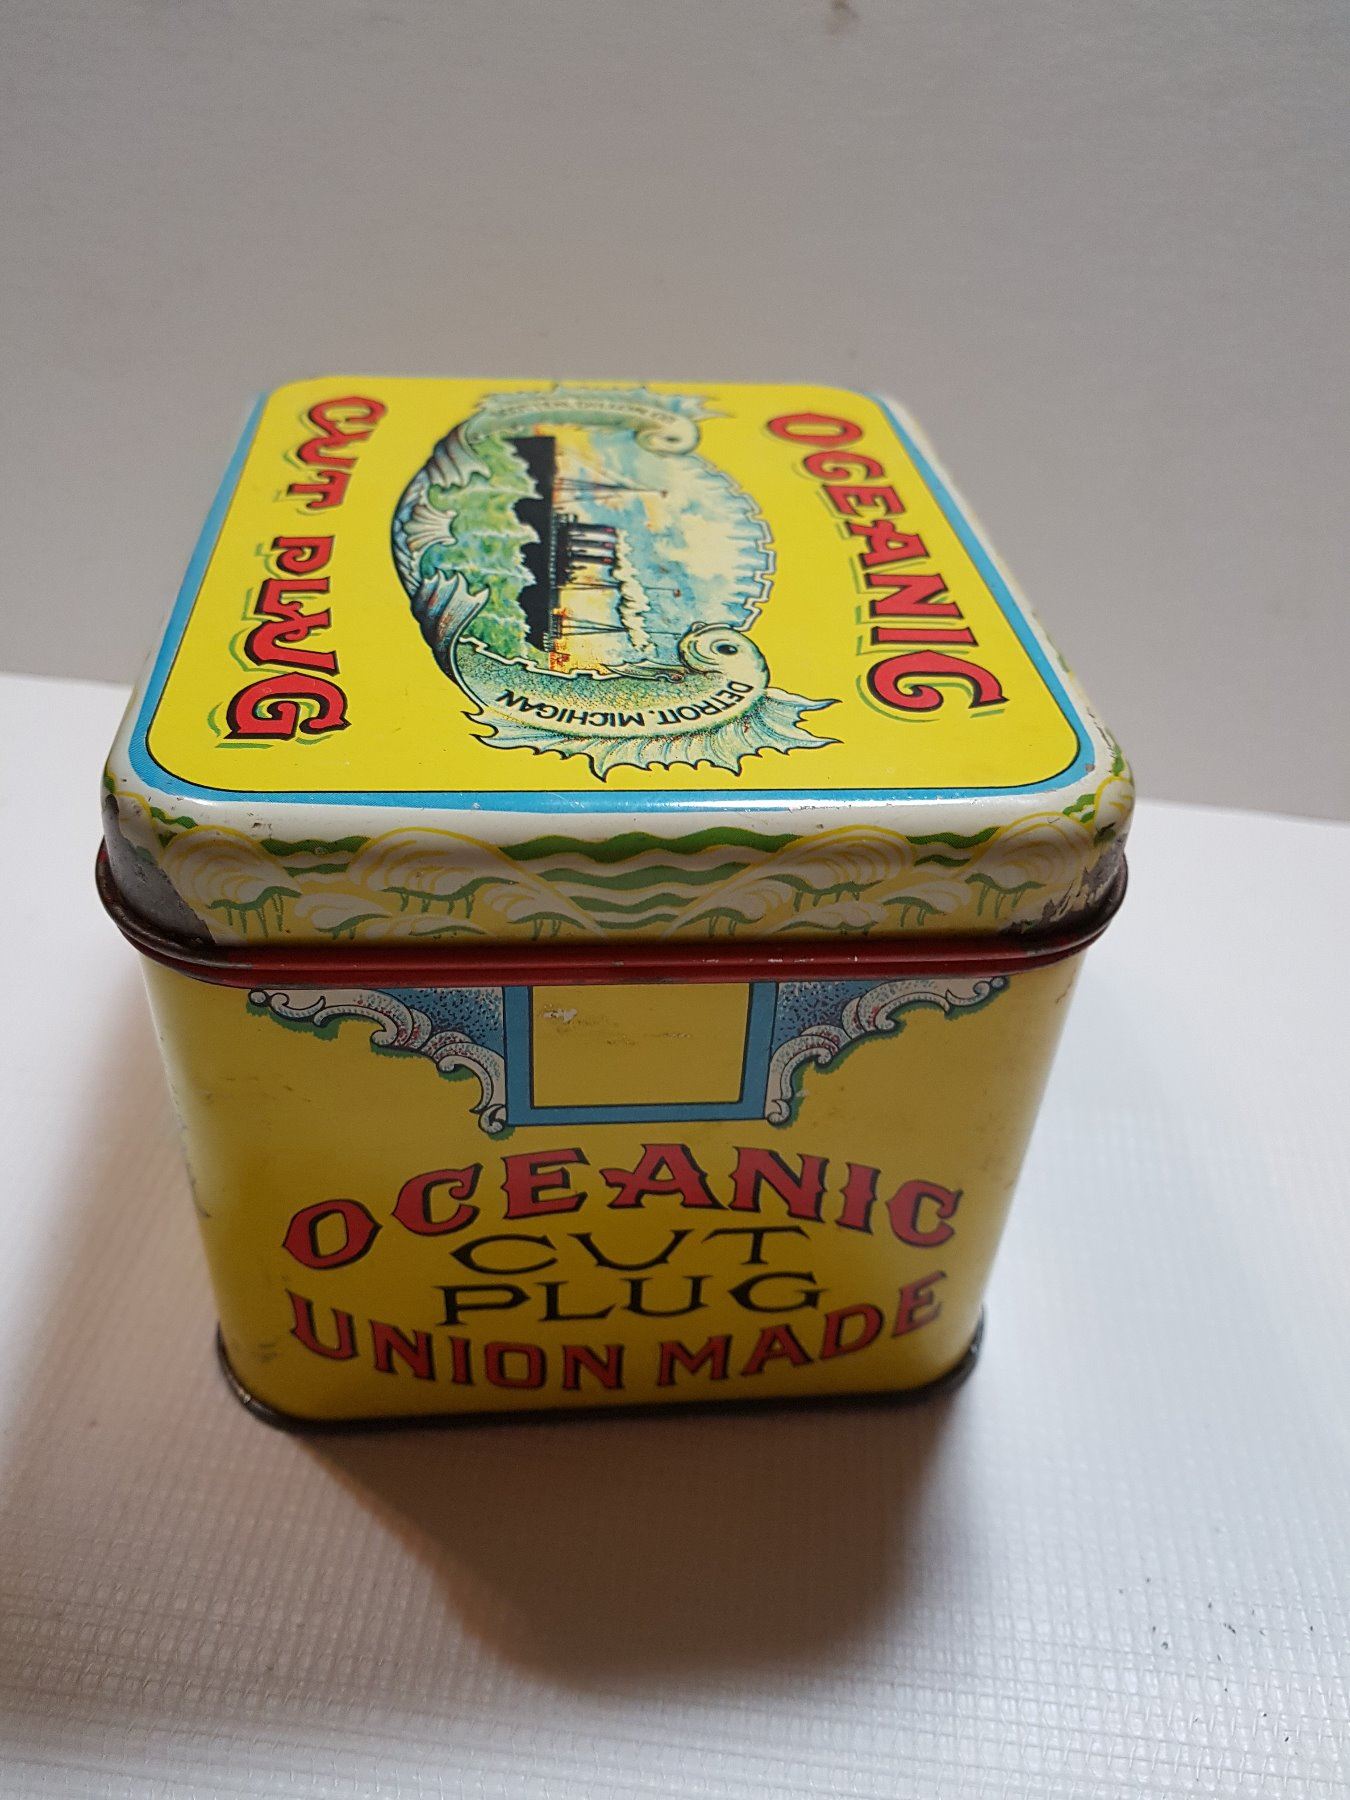 OCEANIC
DETROIT, MICHIGAN
CUT PLUG
OCEANIC
CUT
PLUG
UNION MADE